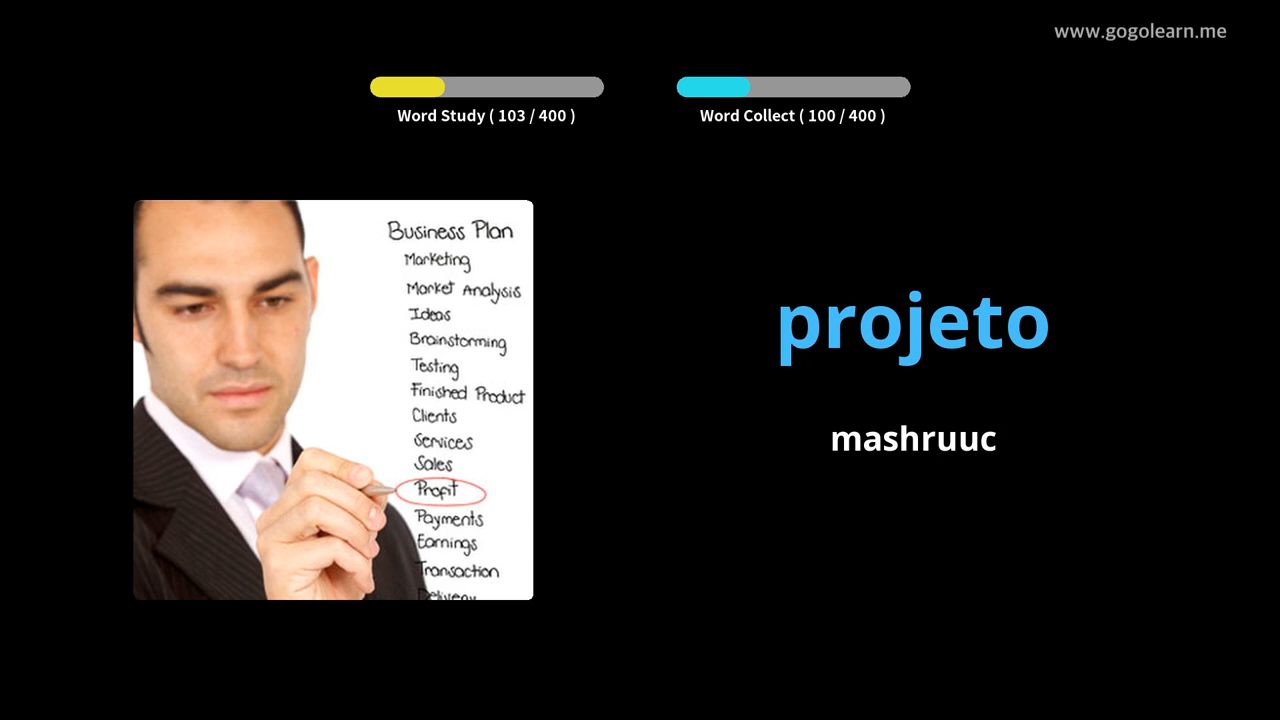 www.gogolearn.me
Word Study ( 103 / 400 )
Word Collect ( 100 / 400 )
Business Plan
Marketing
Market Analysis
Ideas
Brainstorming
Testing
Finished Product
Clients
Services
Sales
Profit
Payments
Earnings
Transaction
Delivery
projeto
mashruuc